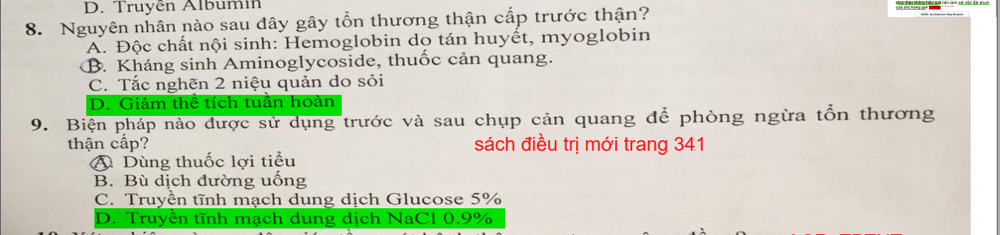 D. Truyền Albumin
8. Nguyên nhân nào sau đây gây tổn thương thận cấp trước thận?
A. Độc chất nội sinh: Hemoglobin do tán huyết, myoglobin
B. Kháng sinh Aminoglycoside, thuốc cản quang.
C. Tắc nghẽn 2 niệu quản do sỏi
D. Giảm thể tích tuần hoàn
9. Biện pháp nào được sử dụng trước và sau chụp cản quang để phòng ngừa tổn thương
thận cấp?
sách điều trị mới trang 341
A. Dùng thuốc lợi tiểu
B. Bù dịch đường uống
C. Truyền tĩnh mạch dung dịch Glucose 5%
D. Truyền tĩnh mạch dung dịch NaCl 0.9%